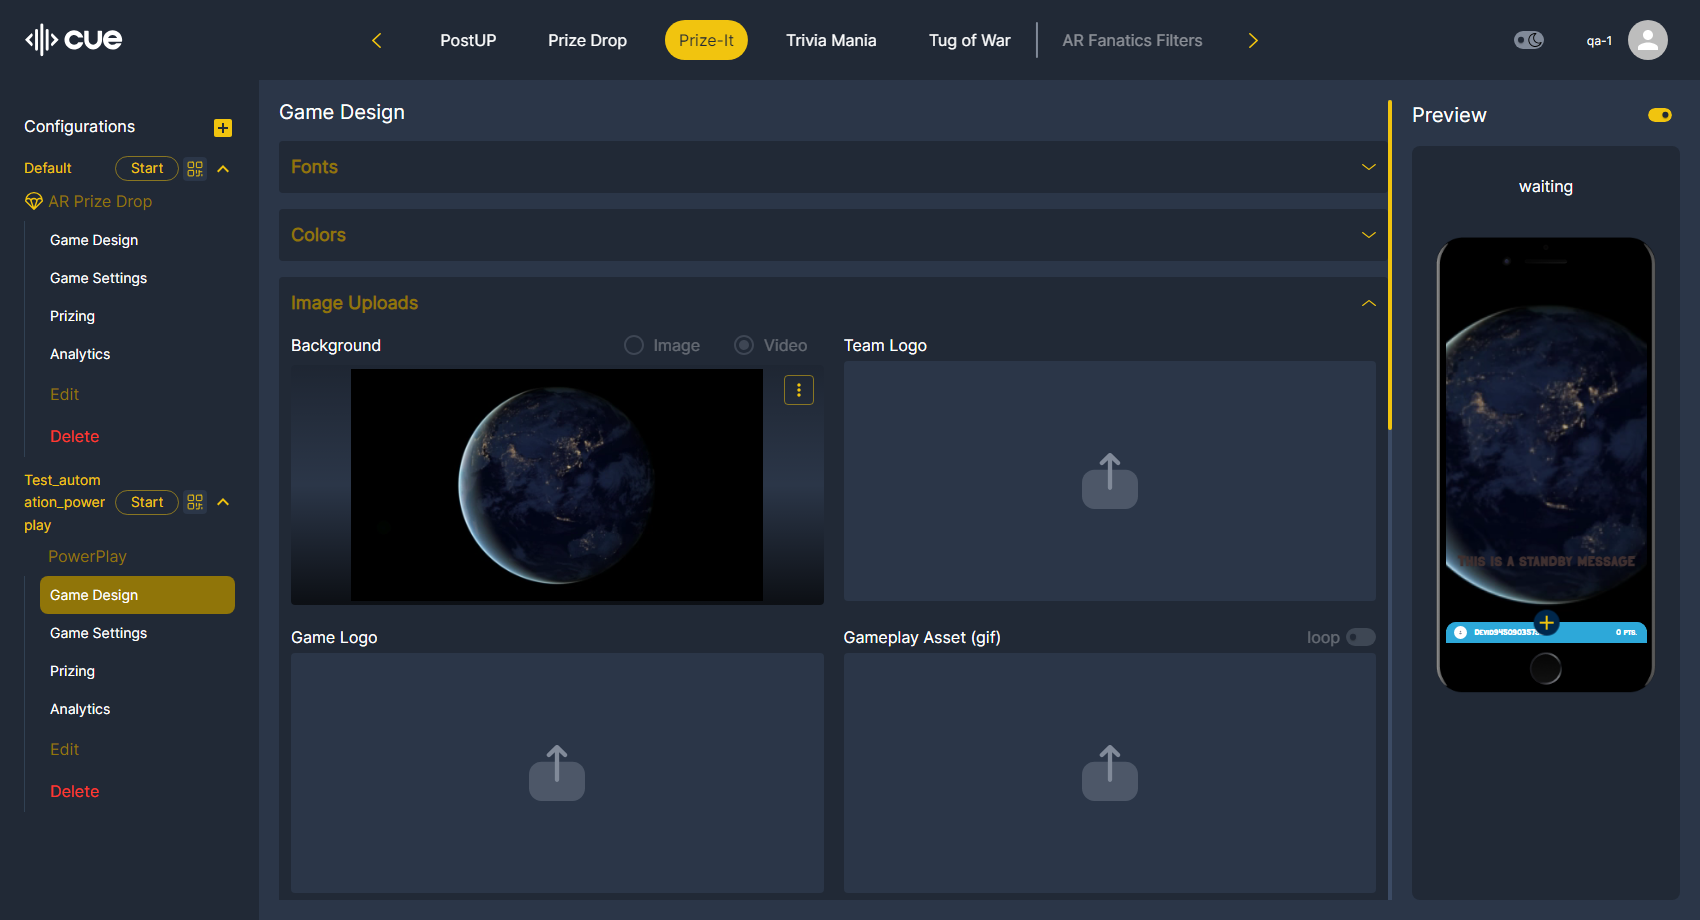 cue
PostUP
Prize Drop
Prize-It
Trivia Mania
Tug of War
AR Fanatics Filters
qa-1
Configurations
Default
Start
AR Prize Drop
Game Design
Game Settings
Prizing
Analytics
Edit
Delete
Test_autom
ation_power
play
Start
PowerPlay
Game Design
Game Settings
Prizing
Analytics
Edit
Delete
Game Design
Fonts
Colors
Image Uploads
Background
Image
Video
Team Logo
Game Logo
Gameplay Asset (gif)
loop
Preview
waiting
THIS IS A STANDBY MESSAGE
0 PTS.